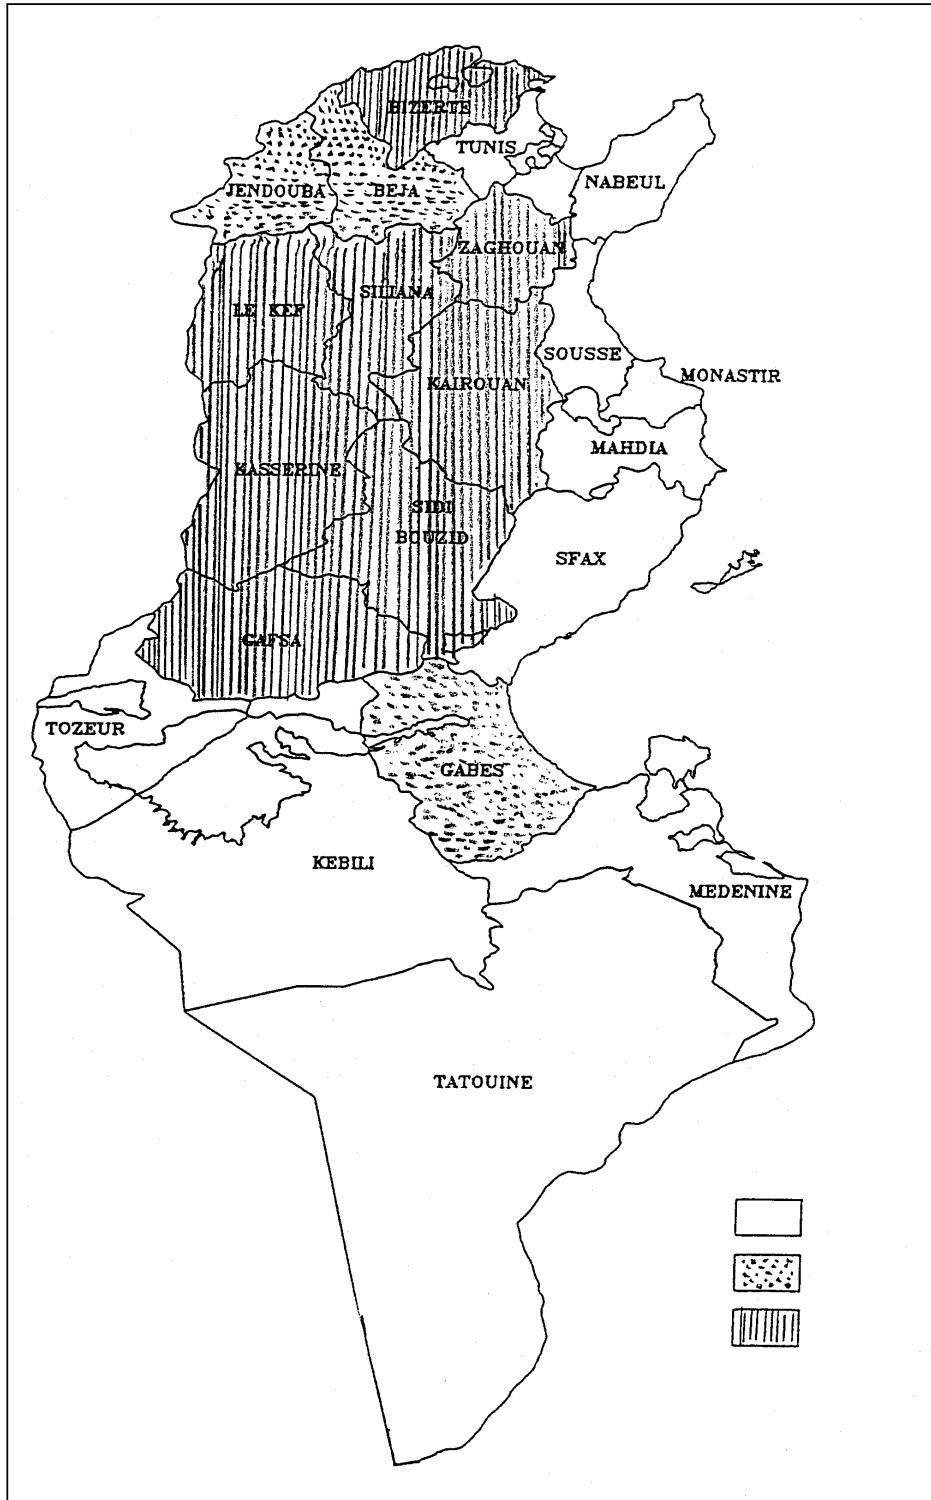 BIZERTE
TUNIS
NABEUL
JENDOUBA
BEJA
ZAGHOUAN
SILIANA
LE KEF
SOUSSE
MONASTIR
KAIROUAN
MAHDIA
KASSERINE
SIDI
BOUZID
SFAX
GAFSA
TOZEUR
GABES
KEBILI
MEDENINE
TATOUINE